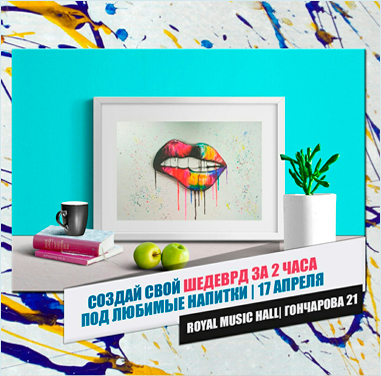 СОЗДАЙ СВОЙ ШЕДЕВРД ЗА 2 ЧАСА
ПОД ЛЮБИМЫЕ НАПИТКИ | 17 АПРЕЛЯ
ROYAL MUSIC HALL| ГОНЧАРОВА 21